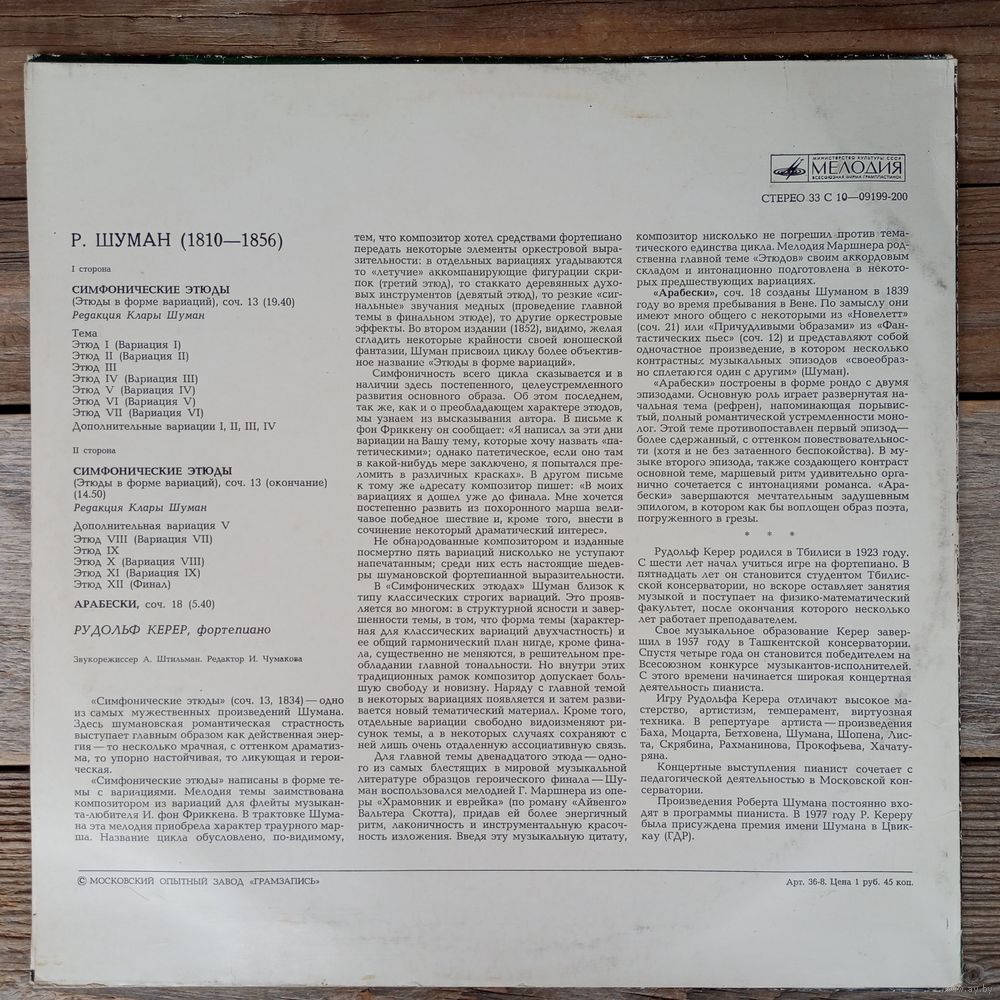 МИНИСТЕРСТВО КУЛЬТУРЫ СССР
МЕЛОДИЯ
ВСЕСОЮЗНАЯ ФИРМА ГРАМПЛАСТИНОК
СТЕРЕО 33 С 10—09199-200
Р. ШУМАН (1810—1856)
I сторона
СИМФОНИЧЕСКИЕ ЭТЮДЫ
(Этюды в форме вариаций), соч. 13 (19.40)
Редакция Клары Шуман
Тема
Этюд I (Вариация I)
Этюд II (Вариация II)
Этюд III
Этюд IV (Вариация III)
Этюд V (Вариация IV)
Этюд VI (Вариация V)
Этюд VII (Вариация VI)
Дополнительные вариации I, II, III, IV
II сторона
СИМФОНИЧЕСКИЕ ЭТЮДЫ
(Этюды в форме вариаций), соч. 13 (окончание)
(14.50)
Редакция Клары Шуман
Дополнительная вариация V
Этюд VIII (Вариация VII)
Этюд IX
Этюд X (Вариация VIII)
Этюд XI (Вариация IX)
Этюд XII (Финал)
АРАБЕСКИ, соч. 18 (5.40)
РУДОЛЬФ КЕРЕР, фортепиано
Звукорежиссер А. Штильман. Редактор И. Чумакова
«Симфонические этюды» (соч. 13, 1834) — одно
из самых мужественных произведений Шумана.
Здесь шумановская романтическая страстность
выступает главным образом как действенная энер-
гия — то несколько мрачная, с оттенком драматиз-
ма, то упорно настойчивая, то ликующая и герои-
ческая.
«Симфонические этюды» написаны в форме те-
мы с вариациями. Мелодия темы заимствована
композитором из вариаций для флейты музыкан-
та-любителя И. фон Фриккена. В трактовке Шума-
на эта мелодия приобрела характер траурного мар-
ша. Название цикла обусловлено, по-видимому,
тем, что композитор хотел средствами фортепиано
передать некоторые элементы оркестровой выра-
зительности: в отдельных вариациях угадываются
то «летучие» аккомпанирующие фигурации скри-
пок (третий этюд), то стаккато деревянных духо-
вых инструментов (девятый этюд), то резкие «сиг-
нальные» звучания медных (проведение главной
темы в финальном этюде), то другие оркестровые
эффекты. Во втором издании (1852), видимо, желая
сгладить некоторые крайности своей юношеской
фантазии, Шуман присвоил циклу более объектив-
ное название «Этюды в форме вариаций».
Симфоничность всего цикла сказывается и в
наличии здесь постепенного, целеустремленного
развития основного образа. Об этом последнем,
так же, как и о преобладающем характере этюдов,
мы узнаем из высказывания автора. В письме к
фон Фриккену он сообщает: «Я написал за эти дни
вариации на Вашу тему, которые хочу назвать «па-
тетическими»; однако патетическое, если оно там
в какой-нибудь мере заключено, я попытался пре-
ломить в различных красках». В другом письме
к тому же адресату композитор пишет: «В моих
вариациях я дошел уже до финала. Мне хочется
постепенно развить из похоронного марша вели-
чавое победное шествие и, кроме того, внести в
сочинение некоторый драматический интерес».
Не обнародованные композитором и изданные
посмертно пять вариаций нисколько не уступают
напечатанным; среди них есть настоящие шедев-
ры шумановской фортепианной выразительности.
В «Симфонических этюдах» Шуман близок к
типу классических строгих вариаций. Это прояв-
ляется во многом: в структурной ясности и завер-
шенности темы, в том, что форма темы (характер-
ная для классических вариаций двухчастность) и
ее общий гармонический план нигде, кроме фина-
ла, существенно не меняются, в решительном пре-
обладании главной тональности. Но внутри этих
традиционных рамок композитор допускает боль-
шую свободу и новизну. Наряду с главной темой
в некоторых вариациях появляется и затем разви-
вается новый тематический материал. Кроме того,
отдельные вариации свободно видоизменяют ри-
сунок темы, а в некоторых случаях сохраняют с
ней лишь очень отдаленную ассоциативную связь.
Для главной темы двенадцатого этюда — одно-
го из самых блестящих в мировой музыкальной
литературе образцов героического финала — Шу-
ман воспользовался мелодией Г. Маршнера из опе-
ры «Храмовник и еврейка» (по роману «Айвенго»
Вальтера Скотта), придав ей более энергичный
ритм, лаконичность и инструментальную красоч-
ность изложения. Введя эту музыкальную цитату,
композитор нисколько не погрешил против тема-
тического единства цикла. Мелодия Маршнера род-
ственна главной теме «Этюдов» своим аккордовым
складом и интонационно подготовлена в некото-
рых предшествующих вариациях.
«Арабески», соч. 18 созданы Шуманом в 1839
году во время пребывания в Вене. По замыслу они
имеют много общего с некоторыми из «Новелетт»
(соч. 21) или «Причудливыми образами» из «Фан-
тастических пьес» (соч. 12) и представляют собой
одночастное произведение, в котором несколько
контрастных музыкальных эпизодов «своеобраз-
но сплетаются один с другим» (Шуман).
«Арабески» построены в форме рондо с двумя
эпизодами. Основную роль играет развернутая на-
чальная тема (рефрен), напоминающая порывис-
тый, полный романтической устремленности моно-
лог. Этой теме противопоставлен первый эпизод—
более сдержанный, с оттенком повествовательнос-
ти (хотя и не без затаенного беспокойства). В му-
зыке второго эпизода, также создающего контраст
основной теме, маршевый ритм удивительно орга-
нично сочетается с интонациями романса. «Ара-
бески» завершаются мечтательным задушевным
эпилогом, в котором как бы воплощен образ поэта,
погруженного в грезы.
* * *
Рудольф Керер родился в Тбилиси в 1923 году.
С шести лет начал учиться игре на фортепиано. В
пятнадцать лет он становится студентом Тбилис-
ской консерватории, но вскоре оставляет занятия
музыкой и поступает на физико-математический
факультет, после окончания которого несколько
лет работает преподавателем.
Свое музыкальное образование Керер завер-
шил в 1957 году в Ташкентской консерватории.
Спустя четыре года он становится победителем на
Всесоюзном конкурсе музыкантов-исполнителей.
С этого времени начинается широкая концертная
деятельность пианиста.
Игру Рудольфа Керера отличают высокое ма-
стерство, артистизм, темперамент, виртуозная
техника. В репертуаре артиста — произведения
Баха, Моцарта, Бетховена, Шумана, Шопена, Лис-
та, Скрябина, Рахманинова, Прокофьева, Хачату-
ряна.
Концертные выступления пианист сочетает с
педагогической деятельностью в Московской кон-
серватории.
Произведения Роберта Шумана постоянно вхо-
дят в программы пианиста. В 1977 году Р. Кереру
была присуждена премия имени Шумана в Цвик-
кау (ГДР).
© МОСКОВСКИЙ ОПЫТНЫЙ ЗАВОД «ГРАМЗАПИСЬ»
Арт. 36-8. Цена 1 руб. 45 коп.
www.ay.by